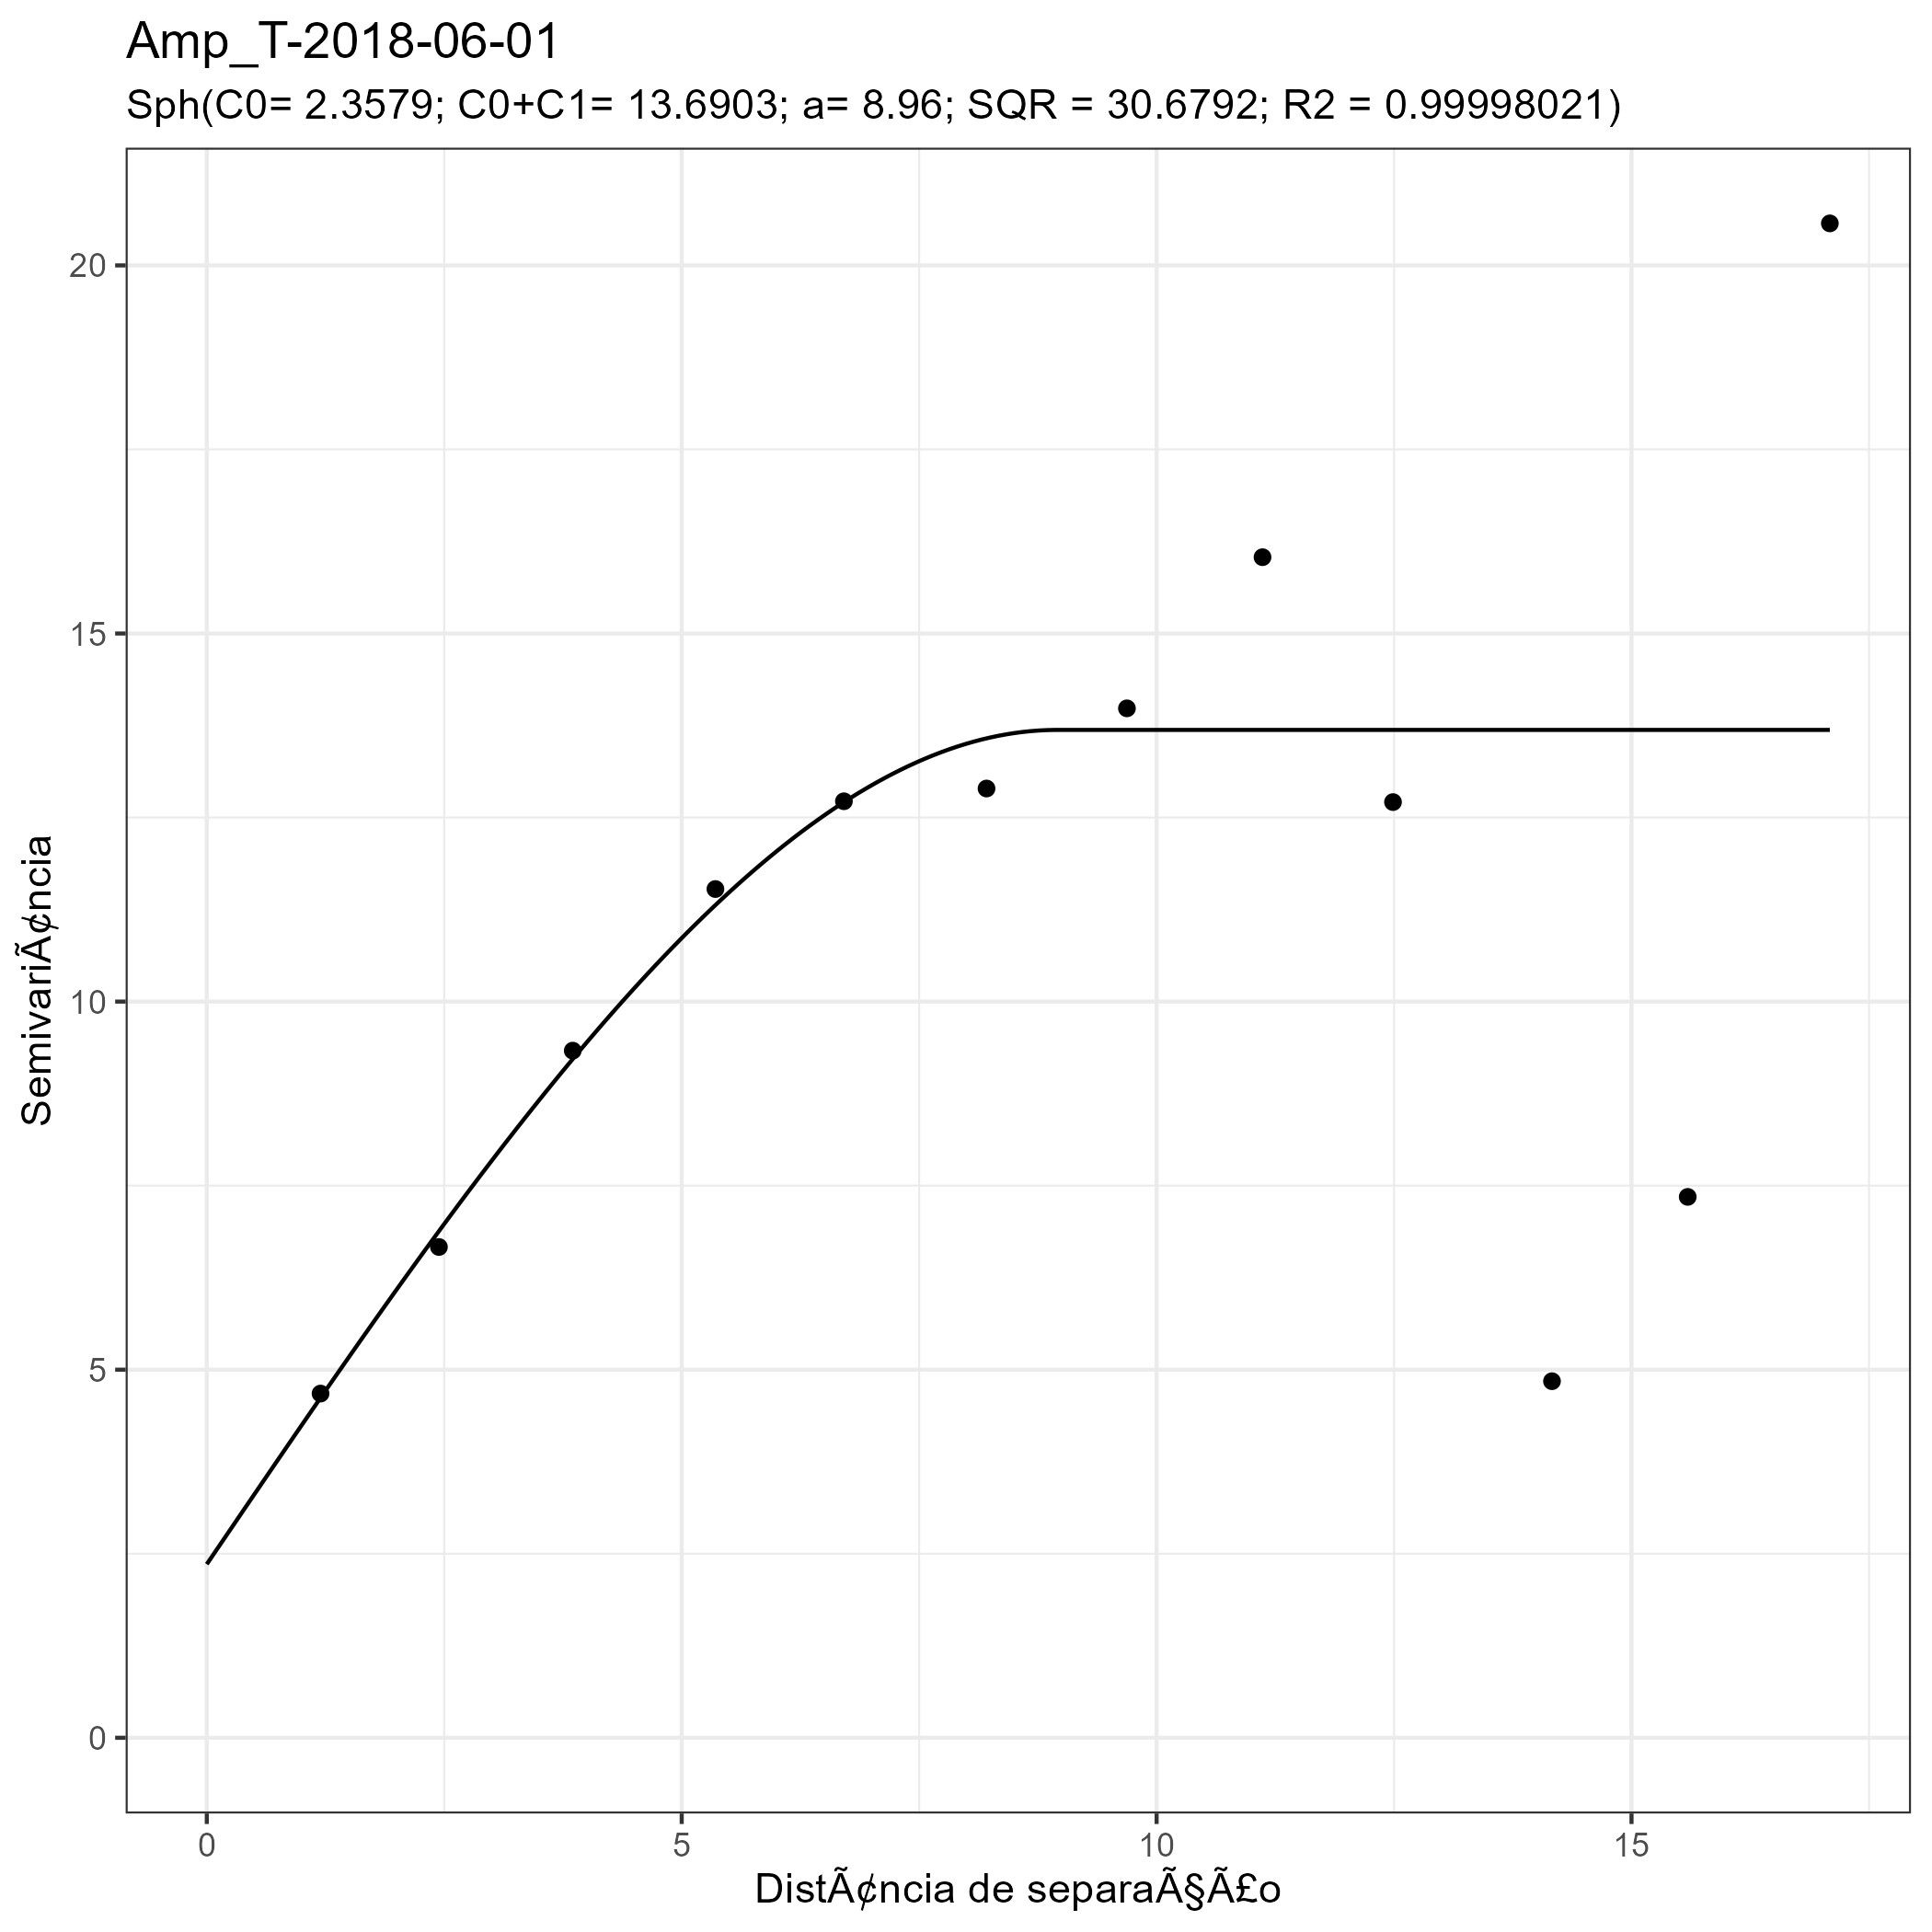 Amp_T-2018-06-01
Sph(C0= 2.3579; C0+C1= 13.6903; a= 8.96; SQR = 30.6792; R2 = 0.99998021)
20
15
10
5
0
SemivariÃ¢ncia
0 5 10 15
DistÃ¢ncia de separaÃ§Ã£o